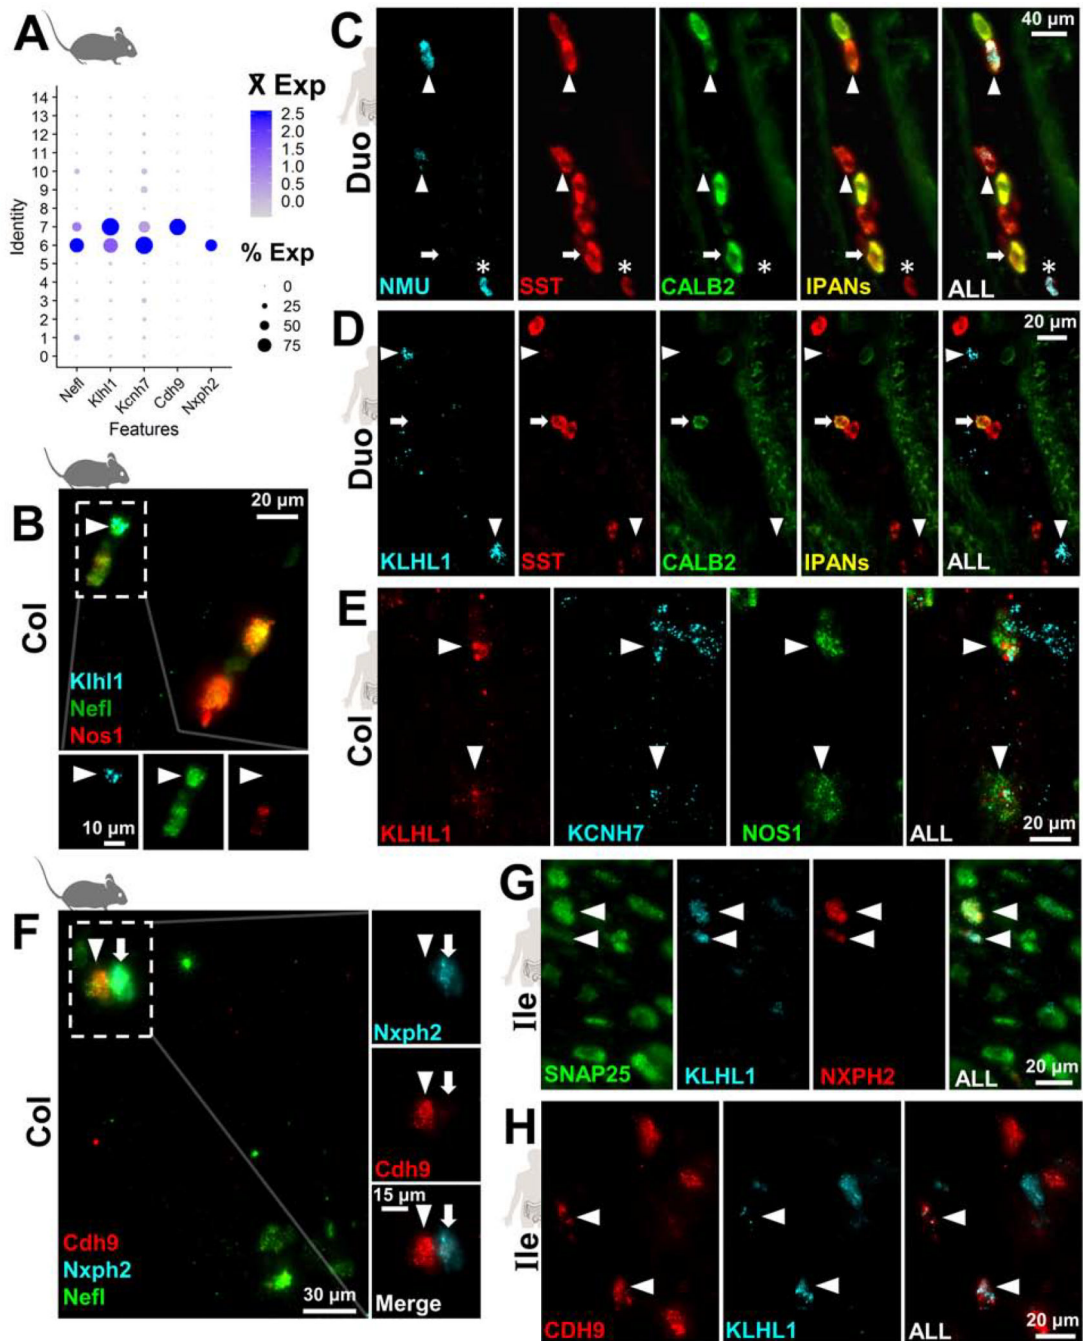 A
X̄ Exp
2.5
2.0
1.5
1.0
0.5
0.0
% Exp
0
25
50
75
Identity
14
13
12
11
10
9
8
7
6
5
4
3
2
1
0
Nefl
Klhl1
Kcnh7
Cdh9
Nxph2
Features
B
Col
20 µm
Klhl1
Nefl
Nos1
10 µm
C
Duo
40 µm
*
*
*
*
*
NMU
SST
CALB2
IPANs
ALL
D
Duo
20 µm
KLHL1
SST
CALB2
IPANs
ALL
E
Col
KLHL1
KCNH7
NOS1
ALL
20 µm
F
Col
Cdh9
Nxph2
Nefl
30 µm
Nxph2
Cdh9
15 µm
Merge
G
Ile
SNAP25
KLHL1
NXPH2
ALL
20 µm
H
Ile
CDH9
KLHL1
ALL
20 µm